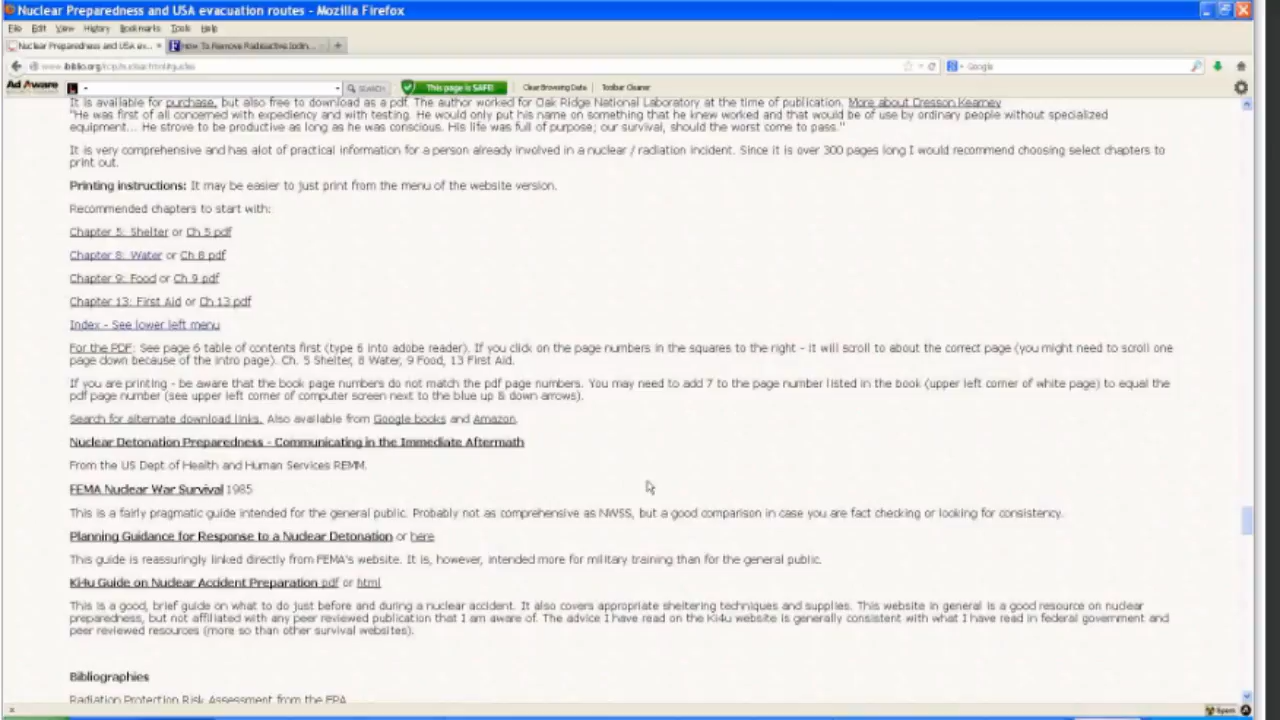 Nuclear Preparedness and USA evacuation routes - Mozilla Firefox
File Edit View History Bookmarks Tools Help
Nuclear Preparedness and USA ev... × How To Remove Radioactive Iodin... +
Google
Ad-Aware SEARCH This page is SAFE! Clear Browsing Data Toolbar Cleaner
It is available for purchase, but also free to download as a pdf. The author worked for Oak Ridge National Laboratory at the time of publication. More about Cresson Kearney
"He was first of all concerned with expediency and with testing. He would only put his name on something that he knew worked and that would be of use by ordinary people without specialized
equipment... He strove to be productive as long as he was conscious. His life was full of purpose; our survival, should the worst come to pass."
It is very comprehensive and has alot of practical information for a person already involved in a nuclear / radiation incident. Since it is over 300 pages long I would recommend choosing select chapters to
print out.
Printing instructions: It may be easier to just print from the menu of the website version.
Recommended chapters to start with:
Chapter 5: Shelter or Ch 5 pdf
Chapter 8: Water or Ch 8 pdf
Chapter 9: Food or Ch 9 pdf
Chapter 13: First Aid or Ch 13 pdf
Index - See lower left menu
For the PDF: See page 6 table of contents first (type 6 into adobe reader). If you click on the page numbers in the squares to the right - it will scroll to about the correct page (you might need to scroll one
page down because of the intro page). Ch. 5 Shelter, 8 Water, 9 Food, 13 First Aid.
If you are printing - be aware that the book page numbers do not match the pdf page numbers. You may need to add 7 to the page number listed in the book (upper left corner of white page) to equal the
pdf page number (see upper left corner of computer screen next to the blue up & down arrows).
Search for alternate download links. Also available from Google books and Amazon.
Nuclear Detonation Preparedness - Communicating in the Immediate Aftermath
From the US Dept of Health and Human Services REMM.
FEMA Nuclear War Survival 1985
This is a fairly pragmatic guide intended for the general public. Probably not as comprehensive as NWSS, but a good comparison in case you are fact checking or looking for consistency.
Planning Guidance for Response to a Nuclear Detonation or here
This guide is reassuringly linked directly from FEMA's website. It is, however, intended more for military training than for the general public.
Ki4u Guide on Nuclear Accident Preparation pdf or html
This is a good, brief guide on what to do just before and during a nuclear accident. It also covers appropriate sheltering techniques and supplies. This website in general is a good resource on nuclear
preparedness, but not affiliated with any peer reviewed publication that I am aware of. The advice I have read on the Ki4u website is generally consistent with what I have read in federal government and
peer reviewed resources (more so than other survival websites).
Bibliographies
Radiation Protection Risk Assessment from the EPA